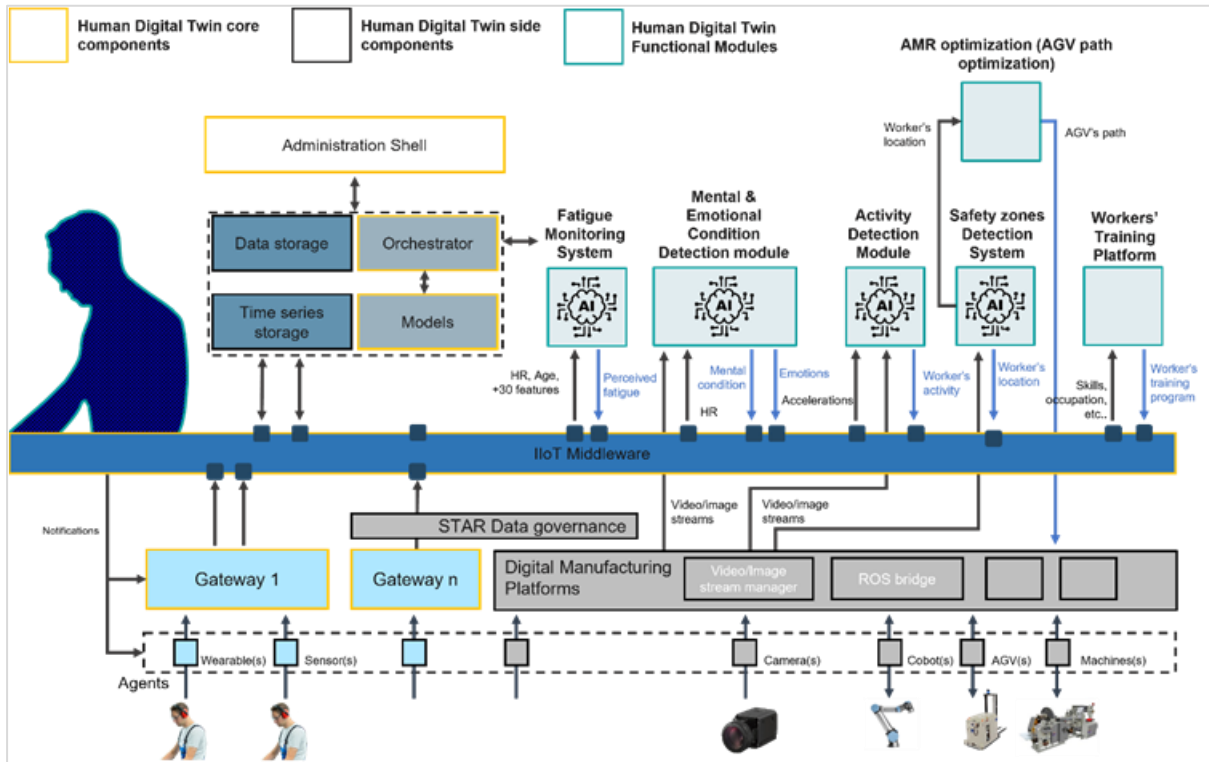 Human Digital Twin core
components
Human Digital Twin side
components
Human Digital Twin
Functional Modules
AMR optimization (AGV path
optimization)
Administration Shell
Worker's
location
AGV's path
Data storage
Orchestrator
Time series
storage
Models
Fatigue
Monitoring
System
Mental &
Emotional
Condition
Detection module
Activity
Detection
Module
Safety zones
Detection
System
Workers'
Training
Platform
AI
AI
AI
AI
HR, Age,
+30 features
Perceived
fatigue
HR
Mental
condition
Emotions
Accelerations
Worker's
activity
Worker's
location
Skills,
occupation,
etc..
Worker's
training
program
IIoT Middleware
Notifications
Video/image
streams
Video/image
streams
STAR Data governance
Gateway 1
Gateway n
Digital Manufacturing
Platforms
Video/Image
stream manager
ROS bridge
Wearable(s)
Sensor(s)
Camera(s)
Cobot(s)
AGV(s)
Machines(s)
Agents